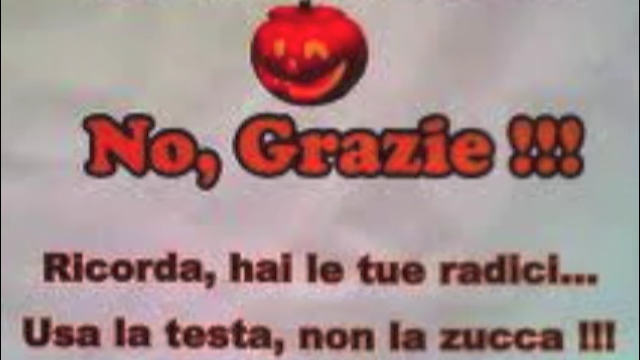 No, Grazie !!!
Ricorda, hai le tue radici...
Usa la testa, non la zucca !!!